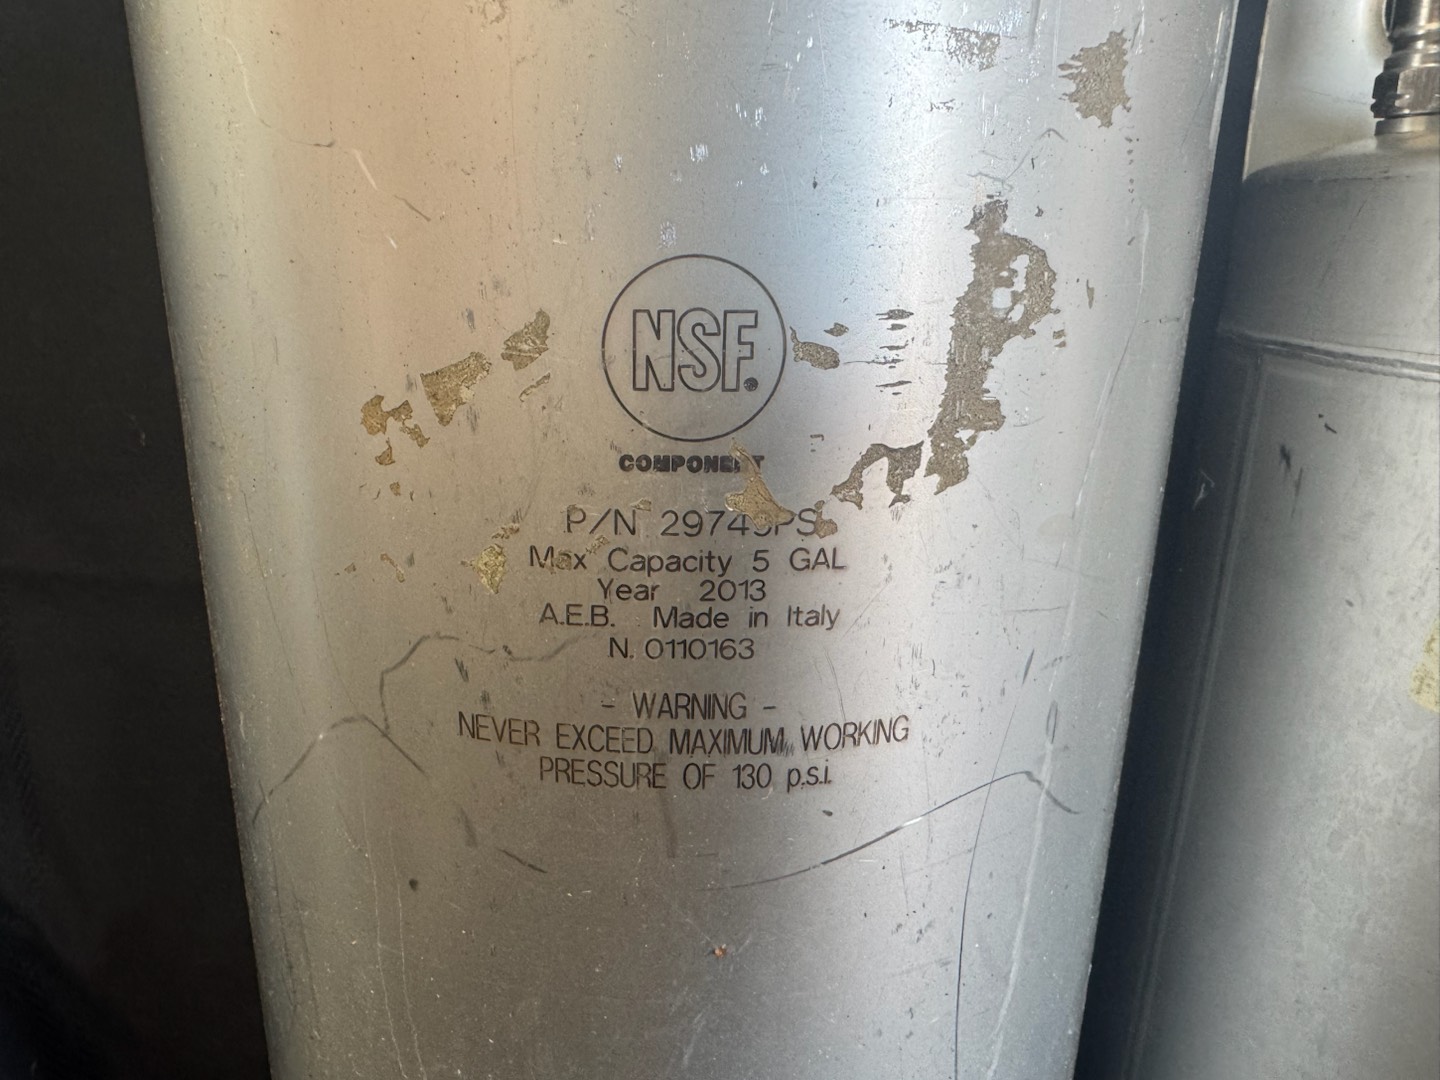 NSF.
COMPONENT
P/N
Max Capacity 5 GAL
Year 2013
A.E.B. Made in Italy
N. 0110163
- WARNING -
NEVER EXCEED MAXIMUM WORKING
PRESSURE OF 130 p.s.i.